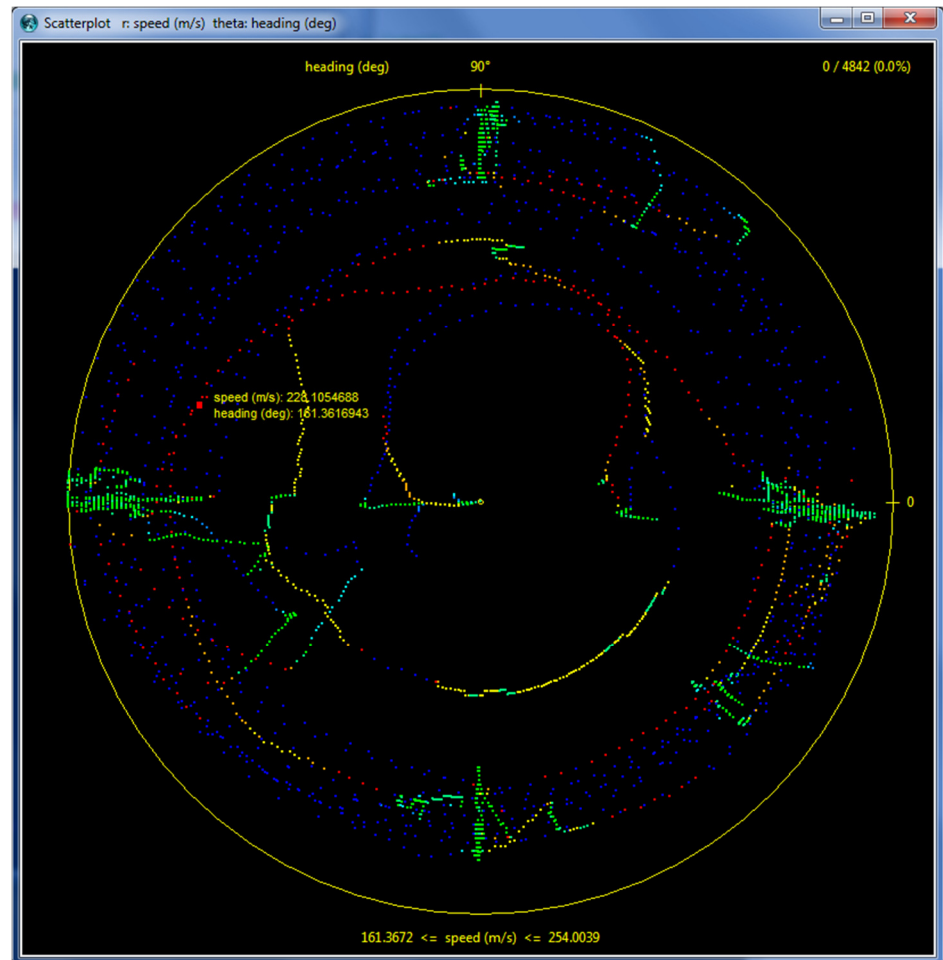 Scatterplot r: speed (m/s) theta: heading (deg)
heading (deg)
90°
0 / 4842 (0.0%)
speed (m/s): 228.1054688
heading (deg): 161.3616943
0
161.3672 <= speed (m/s) <= 254.0039